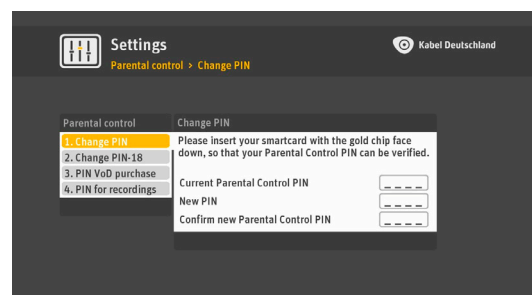 Settings
Kabel Deutschland
Parental control > Change PIN
Parental control
1. Change PIN
2. Change PIN-18
3. PIN VoD purchase
4. PIN for recordings
Change PIN
Please insert your smartcard with the gold chip face
down, so that your Parental Control PIN can be verified.
Current Parental Control PIN _ _ _ _
New PIN _ _ _ _
Confirm new Parental Control PIN _ _ _ _